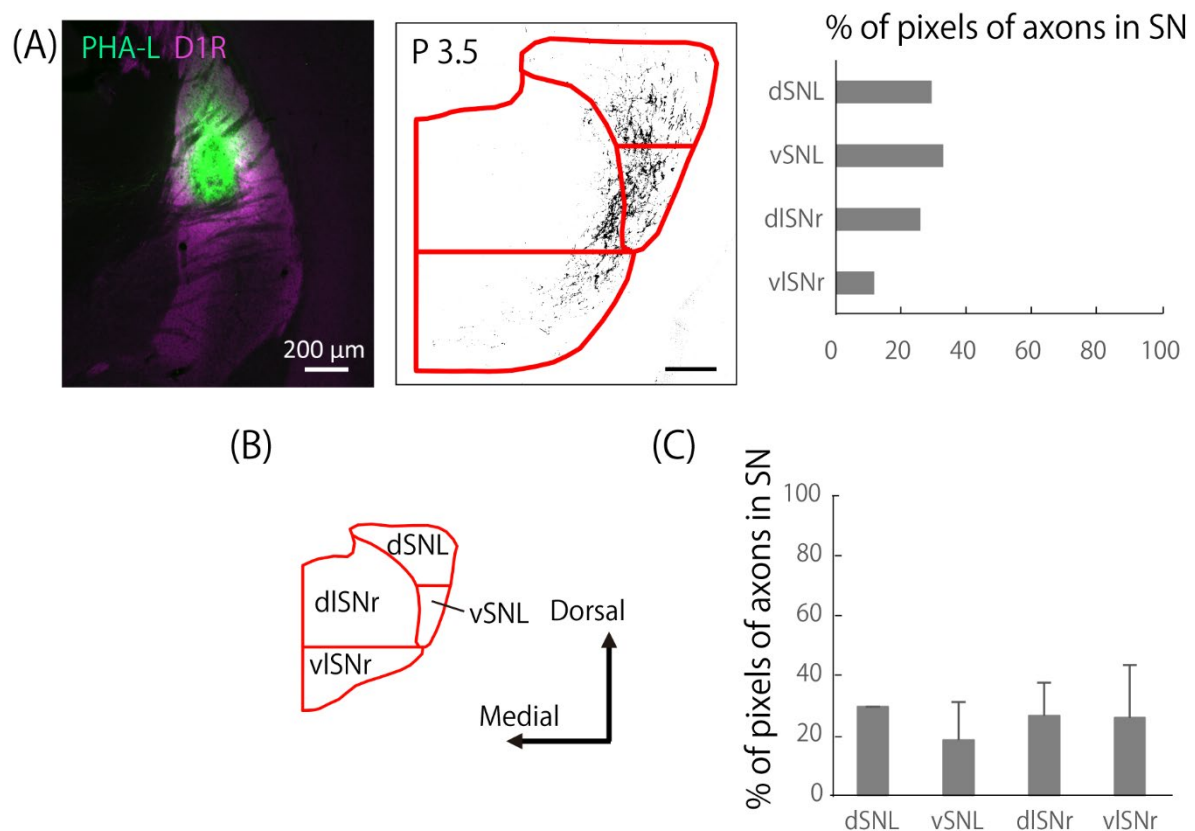 (A)
PHA-L D1R
200 µm
P 3.5
% of pixels of axons in SN
dSNL
vSNL
dlSNr
vlSNr
0 20 40 60 80 100
(B)
dSNL
dlSNr
vSNL
vlSNr
Dorsal
Medial
(C)
% of pixels of axons in SN
100
80
60
40
20
0
dSNL vSNL dlSNr vlSNr